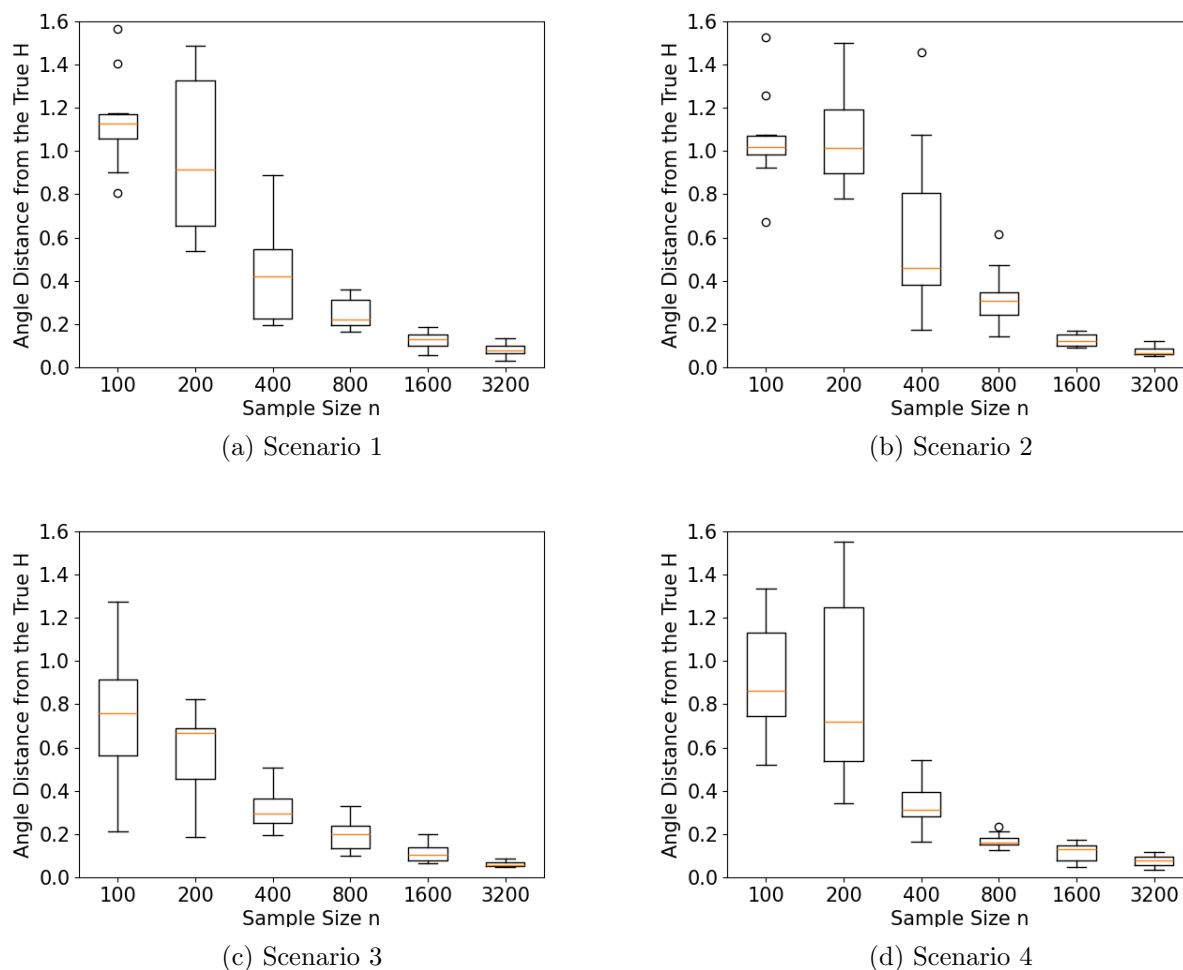 1.6
1.4
1.2
1.0
0.8
0.6
0.4
0.2
0.0
Angle Distance from the True H
100 200 400 800 1600 3200
Sample Size n
(a) Scenario 1
1.6
1.4
1.2
1.0
0.8
0.6
0.4
0.2
0.0
Angle Distance from the True H
100 200 400 800 1600 3200
Sample Size n
(b) Scenario 2
1.6
1.4
1.2
1.0
0.8
0.6
0.4
0.2
0.0
Angle Distance from the True H
100 200 400 800 1600 3200
Sample Size n
(c) Scenario 3
1.6
1.4
1.2
1.0
0.8
0.6
0.4
0.2
0.0
Angle Distance from the True H
100 200 400 800 1600 3200
Sample Size n
(d) Scenario 4